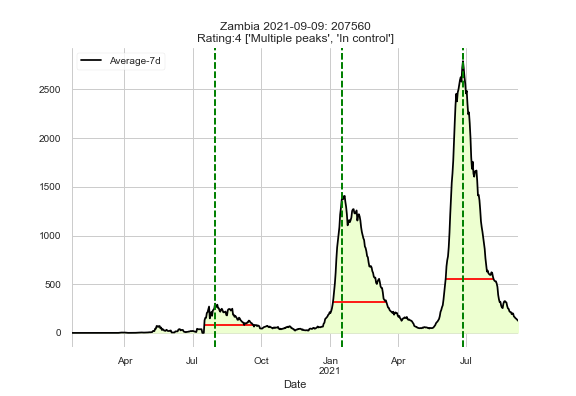 Zambia 2021-09-09: 207560
Rating:4 ['Multiple peaks', 'In control']
Average-7d
2500
2000
1500
1000
500
0
Apr Jul Oct Jan Apr Jul
2021
Date